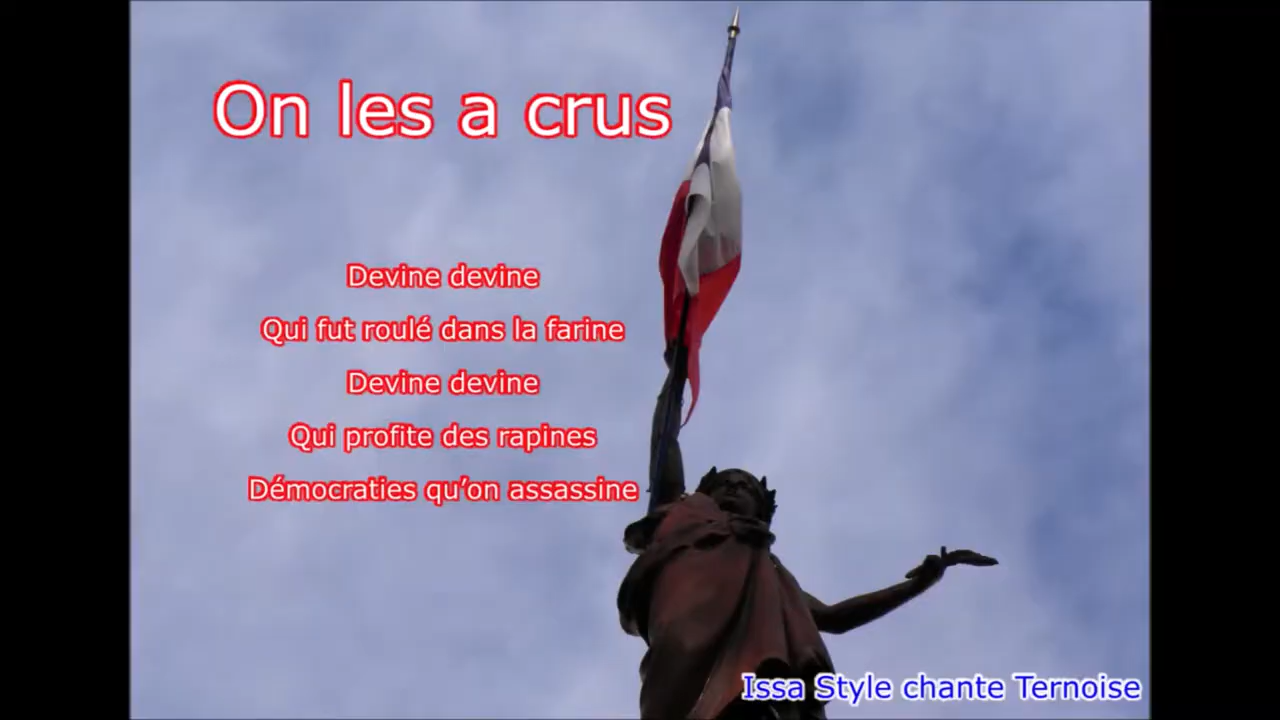 On les a crus
Devine devine
Qui fut roulé dans la farine
Devine devine
Qui profite des rapines
Démocraties qu’on assassine
Issa Style chante Ternoise